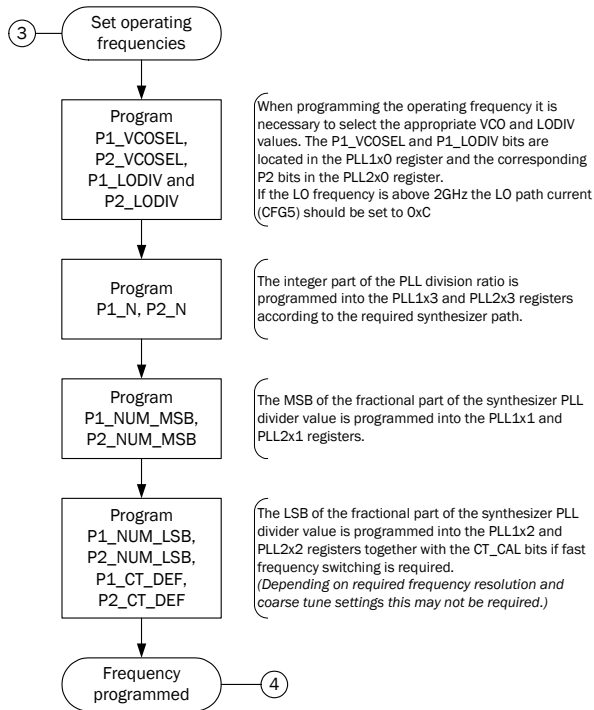 3
Set operating
frequencies
Program
P1_VCOSEL,
P2_VCOSEL,
P1_LODIV and
P2_LODIV
When programming the operating frequency it is
necessary to select the appropriate VCO and LODIV
values. The P1_VCOSEL and P1_LODIV bits are
located in the PLL1x0 register and the corresponding
P2 bits in the PLL2x0 register.
If the LO frequency is above 2GHz the LO path current
(CFG5) should be set to 0xC
Program
P1_N, P2_N
The integer part of the PLL division ratio is
programmed into the PLL1x3 and PLL2x3 registers
according to the required synthesizer path.
Program
P1_NUM_MSB,
P2_NUM_MSB
The MSB of the fractional part of the synthesizer PLL
divider value is programmed into the PLL1x1 and
PLL2x1 registers.
Program
P1_NUM_LSB,
P2_NUM_LSB,
P1_CT_DEF,
P2_CT_DEF
The LSB of the fractional part of the synthesizer PLL
divider value is programmed into the PLL1x2 and
PLL2x2 registers together with the CT_CAL bits if fast
frequency switching is required.
(Depending on required frequency resolution and
coarse tune settings this may not be required.)
Frequency
programmed
4